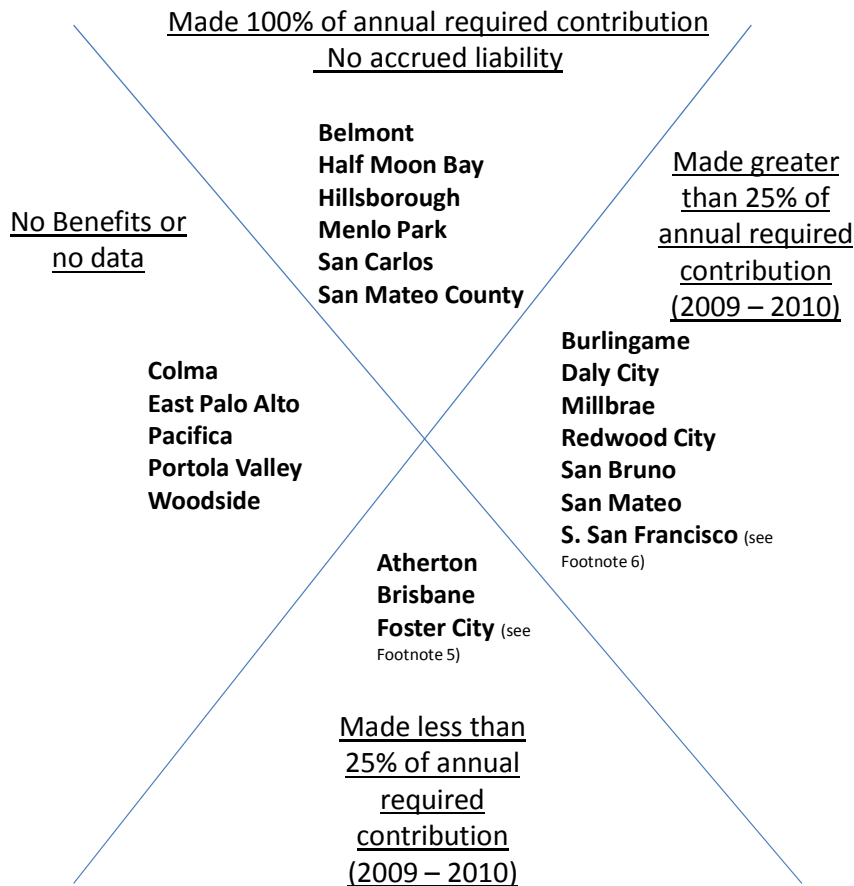 Made 100% of annual required contribution
No accrued liability
Belmont
Half Moon Bay
Hillsborough
Menlo Park
San Carlos
San Mateo County
Made greater
than 25% of
annual required
contribution
(2009 – 2010)
Burlingame
Daly City
Millbrae
Redwood City
San Bruno
San Mateo
S. San Francisco (see
Footnote 6)
No Benefits or
no data
Colma
East Palo Alto
Pacifica
Portola Valley
Woodside
Atherton
Brisbane
Foster City (see
Footnote 5)
Made less than
25% of annual
required
contribution
(2009 – 2010)